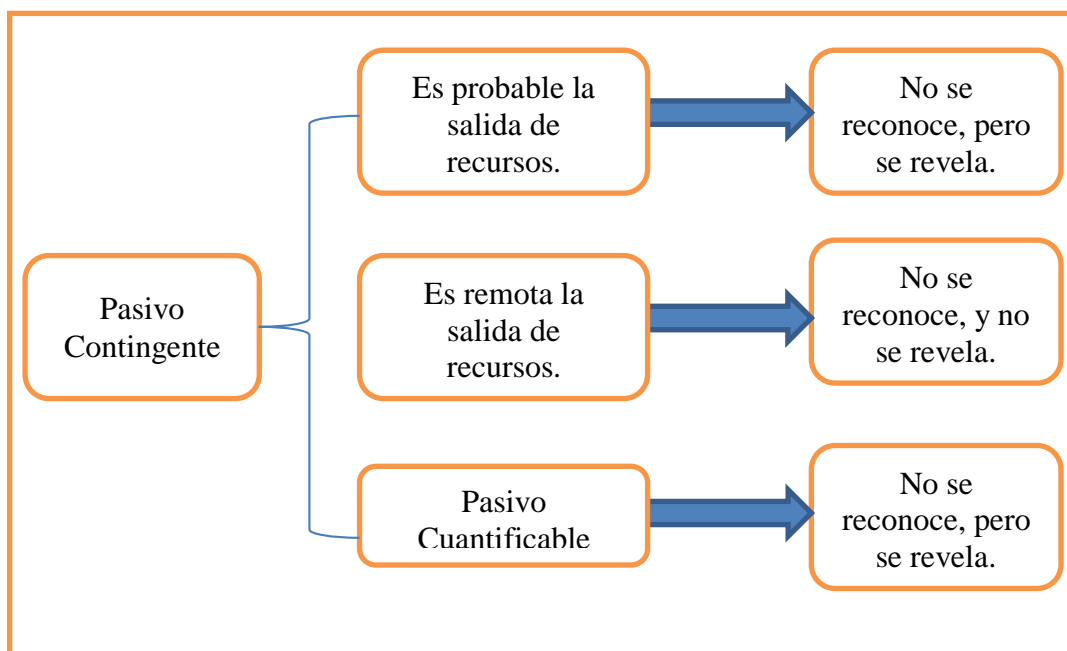 Pasivo
Contingente
Es probable la
salida de
recursos.
No se
reconoce, pero
se revela.
Es remota la
salida de
recursos.
No se
reconoce, y no
se revela.
Pasivo
Cuantificable
No se
reconoce, pero
se revela.